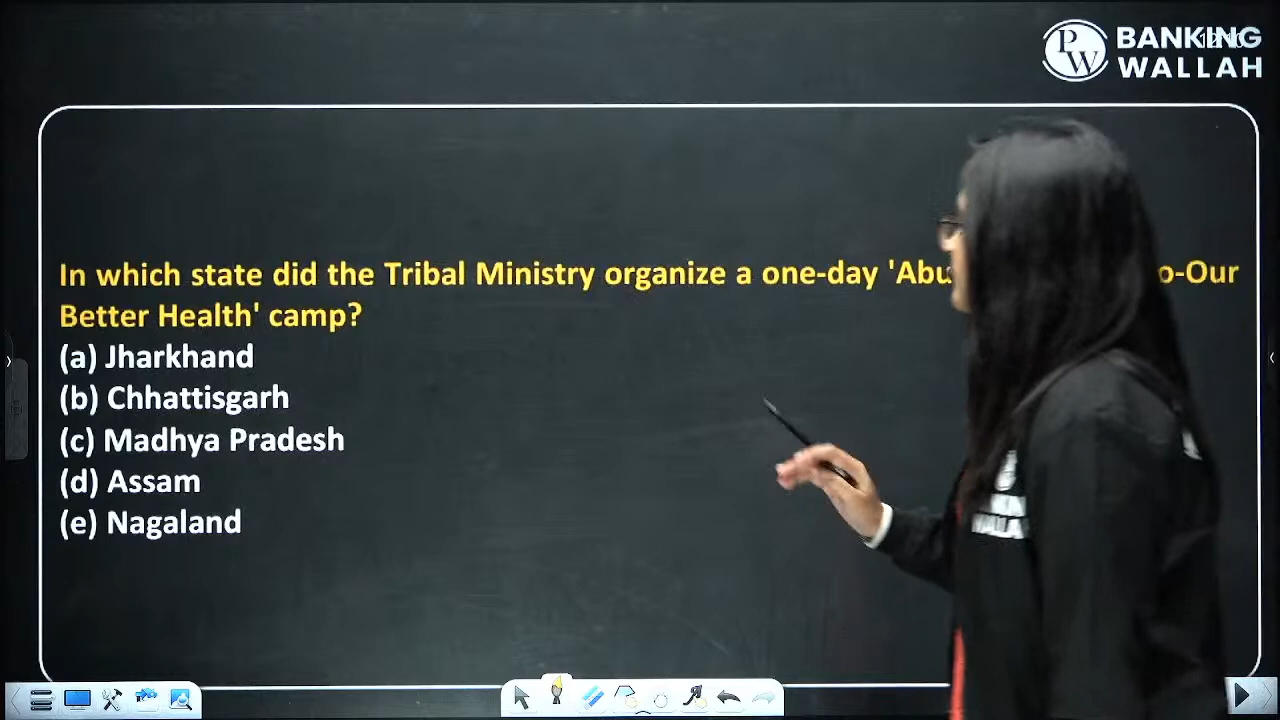 BANKING
WALLAH
In which state did the Tribal Ministry organize a one-day 'Abu o-Our
Better Health' camp?
(a) Jharkhand
(b) Chhattisgarh
(c) Madhya Pradesh
(d) Assam
(e) Nagaland